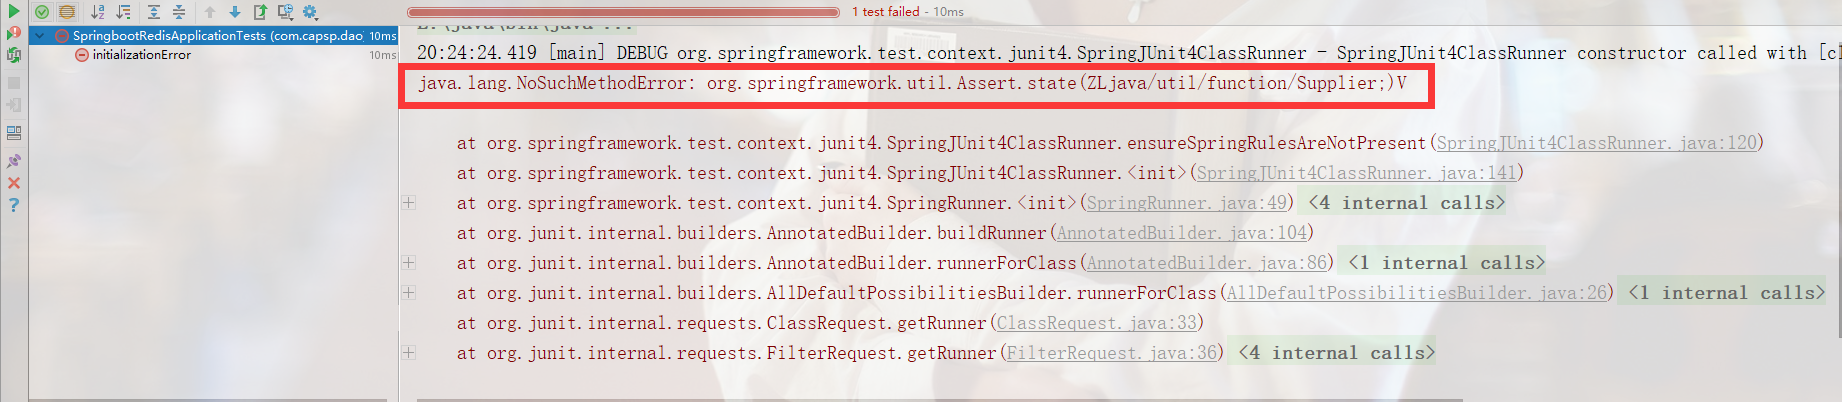 1 test failed - 10ms
SpringbootRedisApplicationTests (com.capsp.dao) 10ms
initializationError 10ms
Z:\java\bin\java ...
20:24:24.419 [main] DEBUG org.springframework.test.context.junit4.SpringJUnit4ClassRunner - SpringJUnit4ClassRunner constructor called with [cl
java.lang.NoSuchMethodError: org.springframework.util.Assert.state(ZLjava/util/function/Supplier;)V
at org.springframework.test.context.junit4.SpringJUnit4ClassRunner.ensureSpringRulesAreNotPresent(SpringJUnit4ClassRunner.java:120)
at org.springframework.test.context.junit4.SpringJUnit4ClassRunner.<init>(SpringJUnit4ClassRunner.java:141)
at org.springframework.test.context.junit4.SpringRunner.<init>(SpringRunner.java:49) <4 internal calls>
at org.junit.internal.builders.AnnotatedBuilder.buildRunner(AnnotatedBuilder.java:104)
at org.junit.internal.builders.AnnotatedBuilder.runnerForClass(AnnotatedBuilder.java:86) <1 internal calls>
at org.junit.internal.builders.AllDefaultPossibilitiesBuilder.runnerForClass(AllDefaultPossibilitiesBuilder.java:26) <1 internal calls>
at org.junit.internal.requests.ClassRequest.getRunner(ClassRequest.java:33)
at org.junit.internal.requests.FilterRequest.getRunner(FilterRequest.java:36) <4 internal calls>